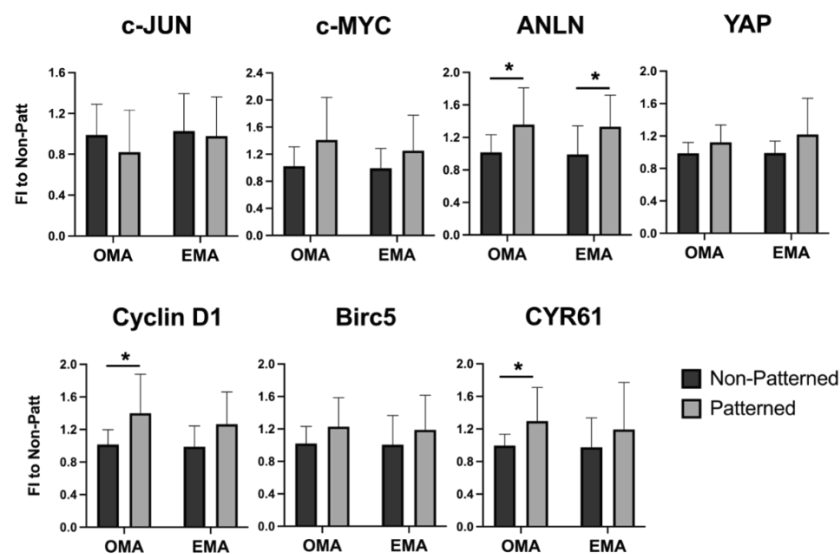 c-JUN
FI to Non-Patt
1.6
1.2
0.8
0.4
0.0
OMA EMA
c-MYC
2.4
2.0
1.6
1.2
0.8
0.4
0.0
OMA EMA
ANLN
2.0
1.6
1.2
0.8
0.4
0.0
* *
OMA EMA
YAP
2.0
1.6
1.2
0.8
0.4
0.0
OMA EMA
Cyclin D1
FI to Non-Patt
2.0
1.6
1.2
0.8
0.4
0.0
*
OMA EMA
Birc5
2.0
1.6
1.2
0.8
0.4
0.0
OMA EMA
CYR61
2.0
1.6
1.2
0.8
0.4
0.0
*
OMA EMA
Non-Patterned
Patterned